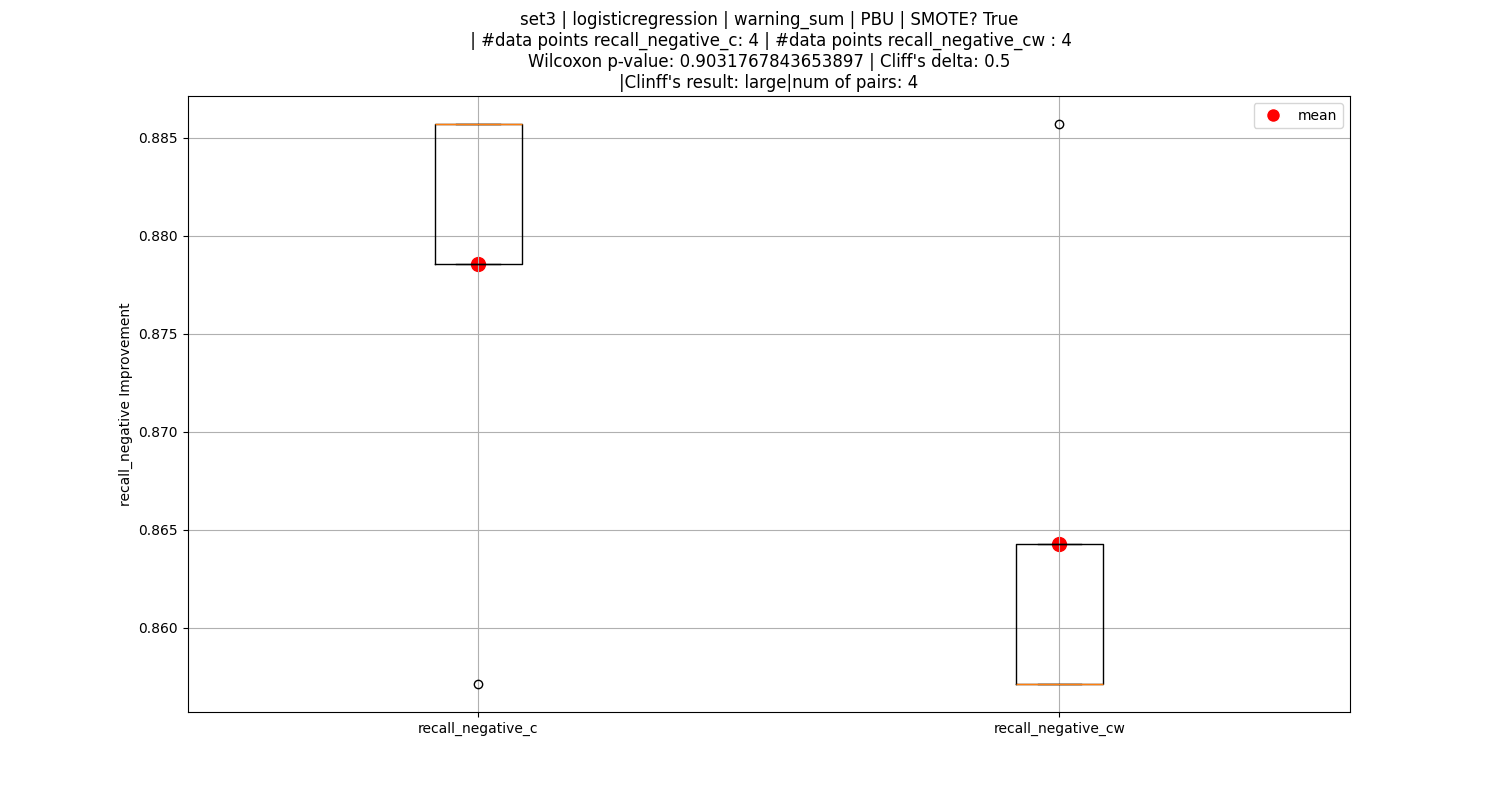 set3 | logisticregression | warning_sum | PBU | SMOTE? True
| #data points recall_negative_c: 4 | #data points recall_negative_cw : 4
Wilcoxon p-value: 0.9031767843653897 | Cliff's delta: 0.5
|Clinff's result: large|num of pairs: 4
mean
0.885
0.880
0.875
0.870
0.865
0.860
recall_negative Improvement
recall_negative_c
recall_negative_cw